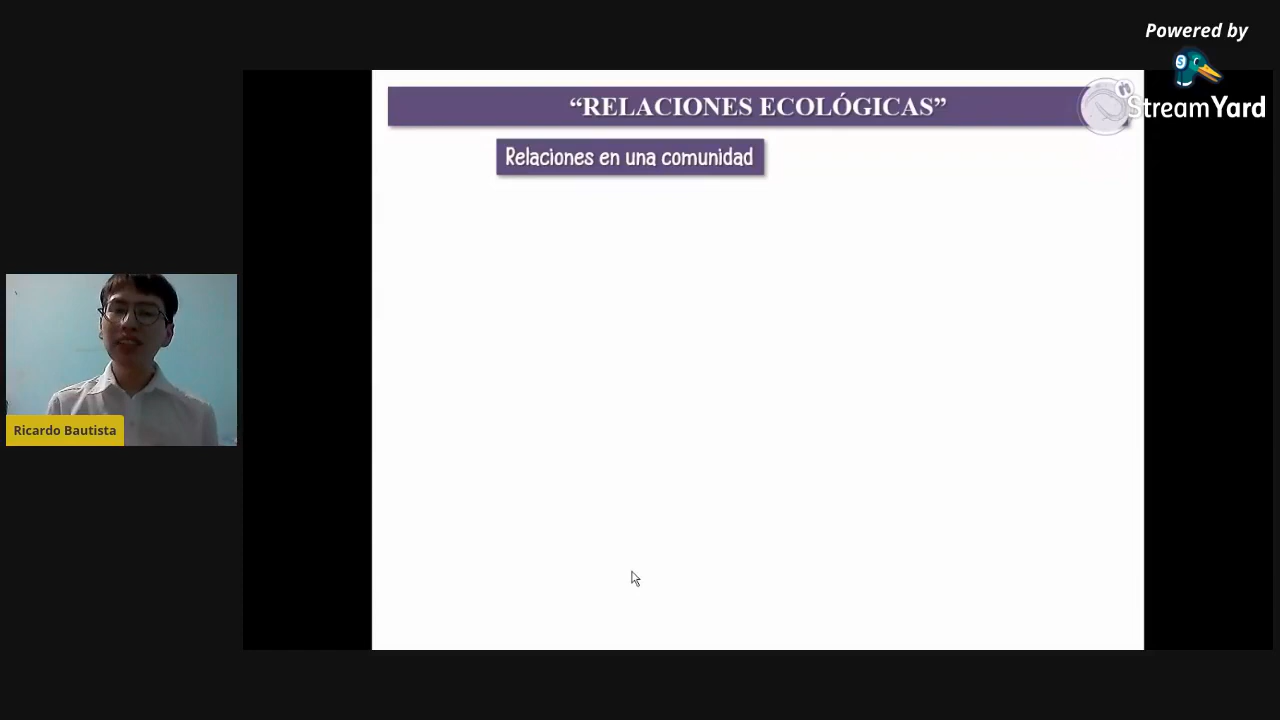 Powered by
StreamYard
“RELACIONES ECOLÓGICAS”
Relaciones en una comunidad
Ricardo Bautista